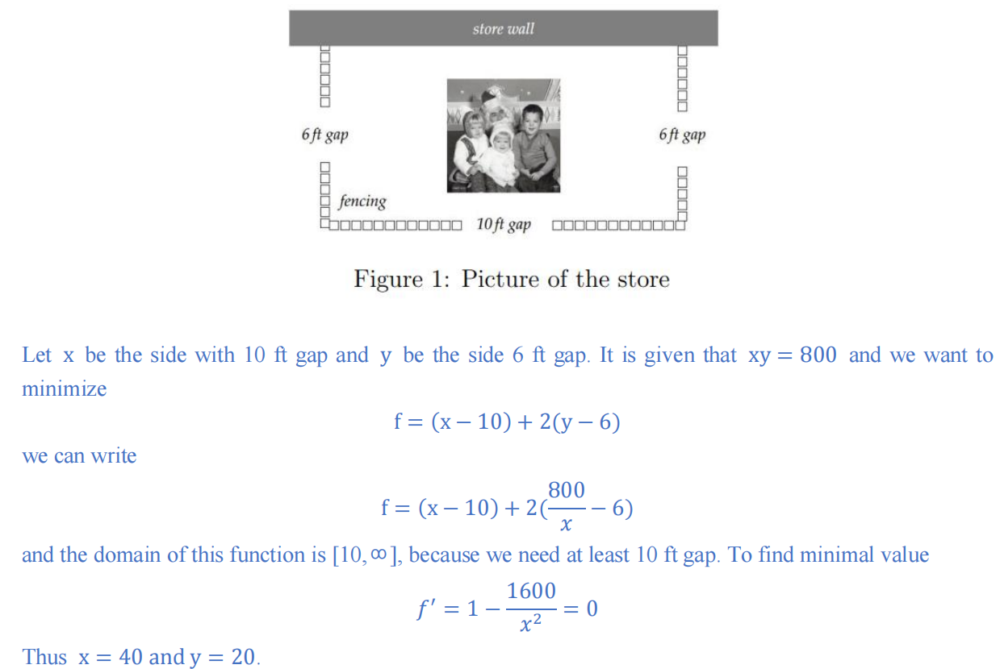 store wall
6 ft gap
6 ft gap
fencing
10 ft gap
Figure 1: Picture of the store
Let x be the side with 10 ft gap and y be the side 6 ft gap. It is given that xy = 800 and we want to
minimize
f = (x − 10) + 2(y − 6)
we can write
f = (x − 10) + 2(800/x − 6)
and the domain of this function is [10, ∞], because we need at least 10 ft gap. To find minimal value
f′ = 1 − 1600/x² = 0
Thus x = 40 and y = 20.